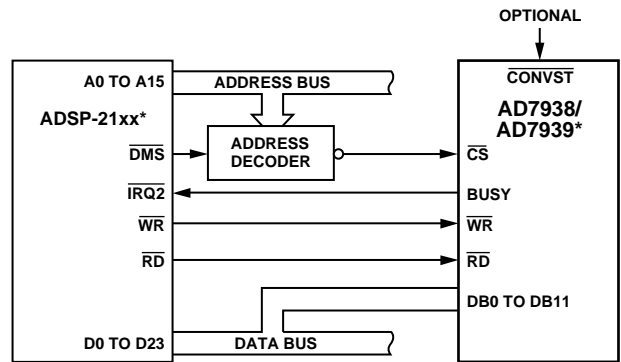 OPTIONAL
A0 TO A15
ADDRESS BUS
CONVST
ADSP-21xx*
AD7938/
AD7939*
DMS
ADDRESS
DECODER
CS
IRQ2
BUSY
WR
WR
RD
RD
DB0 TO DB11
D0 TO D23
DATA BUS